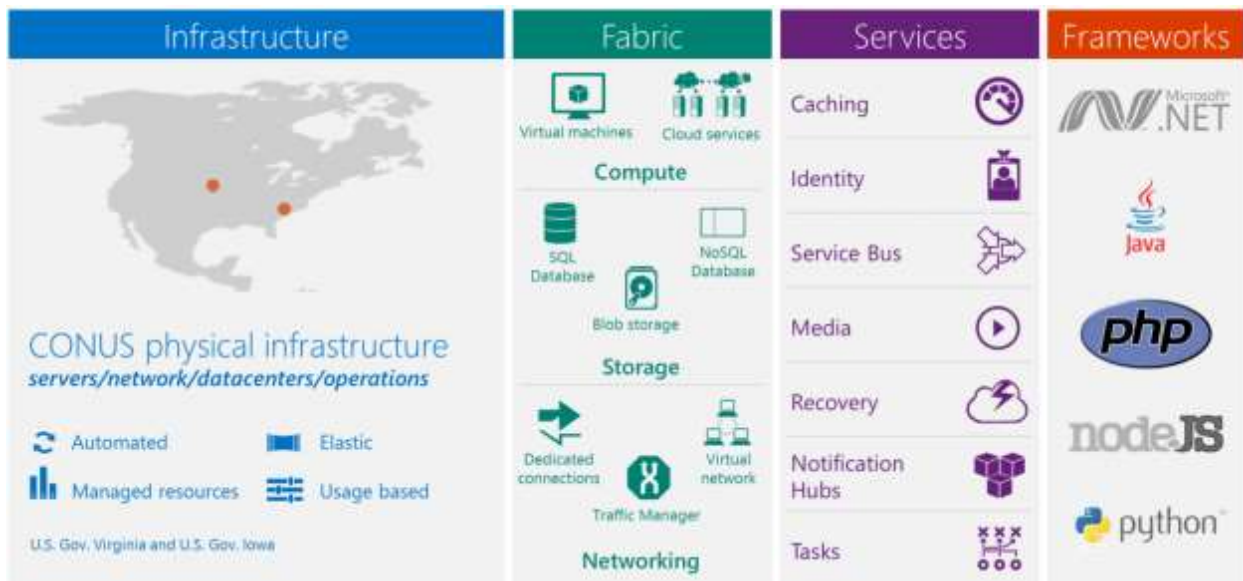 Infrastructure
CONUS physical infrastructure
servers/network/datacenters/operations
Automated
Elastic
Managed resources
Usage based
U.S. Gov. Virginia and U.S. Gov. Iowa
Fabric
Virtual machines
Cloud services
Compute
SQL
Database
NoSQL
Database
Blob storage
Storage
Dedicated
connections
Virtual
network
Traffic Manager
Networking
Services
Caching
Identity
Service Bus
Media
Recovery
Notification
Hubs
Tasks
Frameworks
Microsoft®
.NET
Java
php
nodeJS
python™